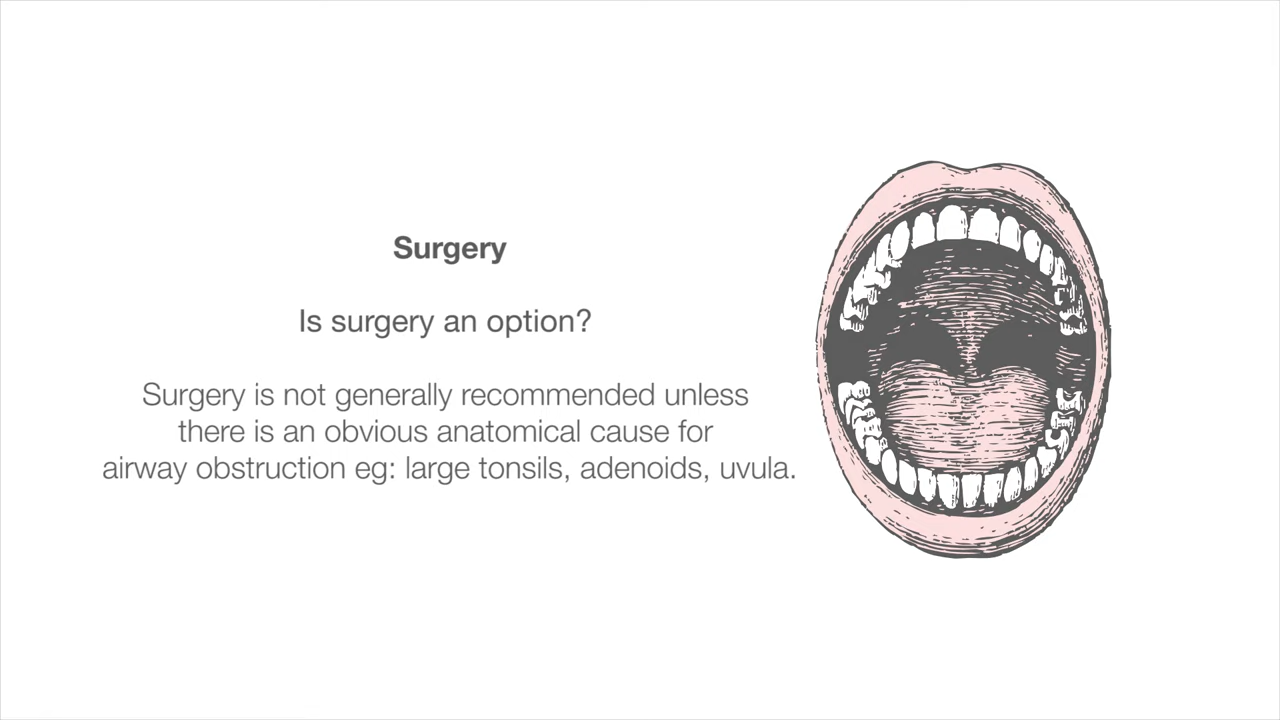 Surgery
Is surgery an option?
Surgery is not generally recommended unless
there is an obvious anatomical cause for
airway obstruction eg: large tonsils, adenoids, uvula.